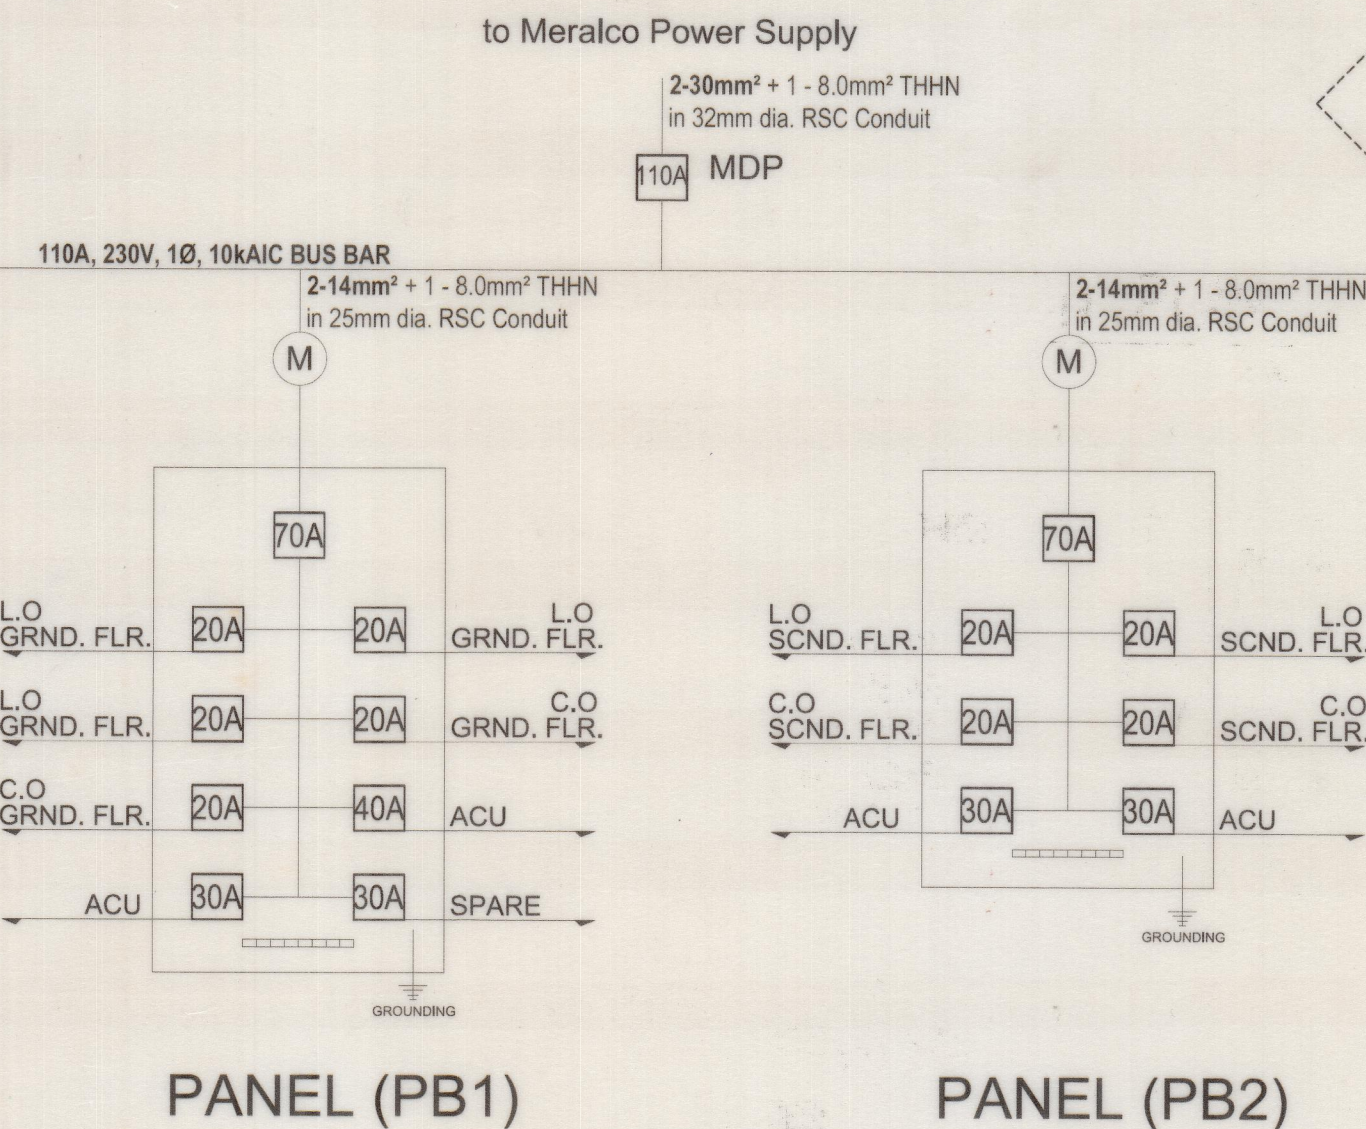 to Meralco Power Supply
2-30mm² + 1 - 8.0mm² THHN
in 32mm dia. RSC Conduit
110A
MDP
110A, 230V, 1Ø, 10kAIC BUS BAR
2-14mm² + 1 - 8.0mm² THHN
in 25mm dia. RSC Conduit
M
70A
L.O
GRND. FLR.
20A
20A
L.O
GRND. FLR.
L.O
GRND. FLR.
20A
20A
C.O
GRND. FLR.
C.O
GRND. FLR.
20A
40A
ACU
ACU
30A
30A
SPARE
GROUNDING
PANEL (PB1)
2-14mm² + 1 - 8.0mm² THHN
in 25mm dia. RSC Conduit
M
70A
L.O
SCND. FLR.
20A
20A
L.O
SCND. FLR.
C.O
SCND. FLR.
20A
20A
C.O
SCND. FLR.
ACU
30A
30A
ACU
GROUNDING
PANEL (PB2)